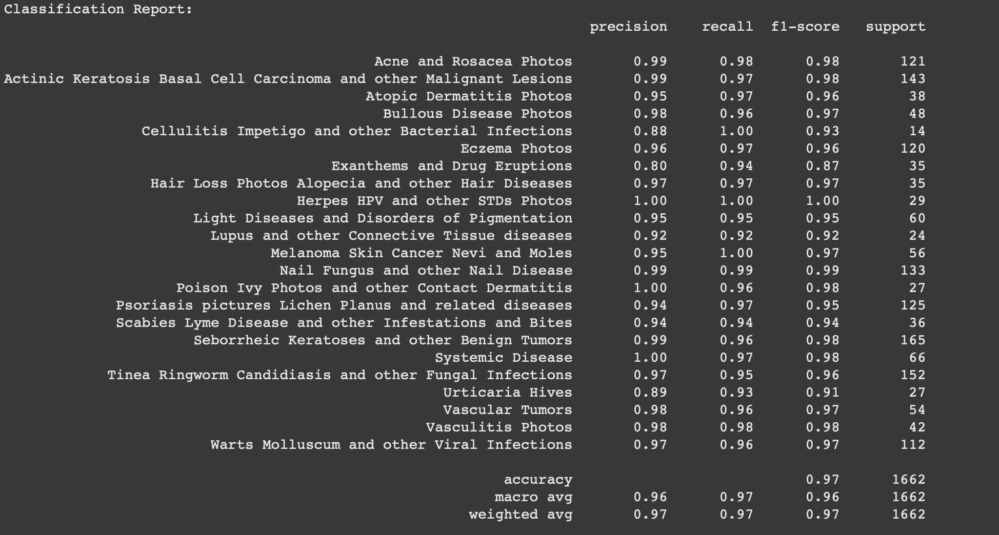 Classification Report:
precision recall f1-score support
Acne and Rosacea Photos 0.99 0.98 0.98 121
Actinic Keratosis Basal Cell Carcinoma and other Malignant Lesions 0.99 0.97 0.98 143
Atopic Dermatitis Photos 0.95 0.97 0.96 38
Bullous Disease Photos 0.98 0.96 0.97 48
Cellulitis Impetigo and other Bacterial Infections 0.88 1.00 0.93 14
Eczema Photos 0.96 0.97 0.96 120
Exanthems and Drug Eruptions 0.80 0.94 0.87 35
Hair Loss Photos Alopecia and other Hair Diseases 0.97 0.97 0.97 35
Herpes HPV and other STDs Photos 1.00 1.00 1.00 29
Light Diseases and Disorders of Pigmentation 0.95 0.95 0.95 60
Lupus and other Connective Tissue diseases 0.92 0.92 0.92 24
Melanoma Skin Cancer Nevi and Moles 0.95 1.00 0.97 56
Nail Fungus and other Nail Disease 0.99 0.99 0.99 133
Poison Ivy Photos and other Contact Dermatitis 1.00 0.96 0.98 27
Psoriasis pictures Lichen Planus and related diseases 0.94 0.97 0.95 125
Scabies Lyme Disease and other Infestations and Bites 0.94 0.94 0.94 36
Seborrheic Keratoses and other Benign Tumors 0.99 0.96 0.98 165
Systemic Disease 1.00 0.97 0.98 66
Tinea Ringworm Candidiasis and other Fungal Infections 0.97 0.95 0.96 152
Urticaria Hives 0.89 0.93 0.91 27
Vascular Tumors 0.98 0.96 0.97 54
Vasculitis Photos 0.98 0.98 0.98 42
Warts Molluscum and other Viral Infections 0.97 0.96 0.97 112
accuracy 0.97 1662
macro avg 0.96 0.97 0.96 1662
weighted avg 0.97 0.97 0.97 1662